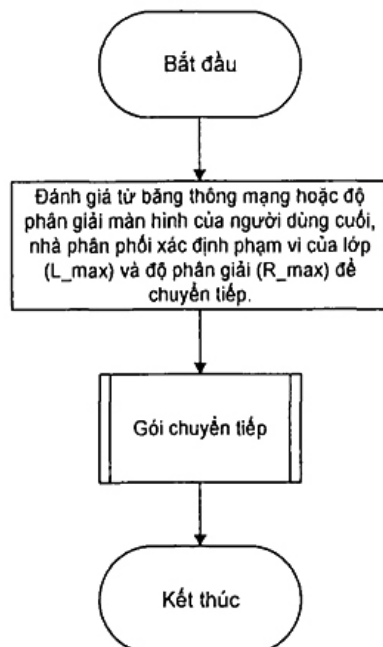 Bắt đầu
Đánh giá từ băng thông mạng hoặc độ
phân giải màn hình của người dùng cuối,
nhà phân phối xác định phạm vi của lớp
(L_max) và độ phân giải (R_max) để
chuyển tiếp.
Gói chuyển tiếp
Kết thúc